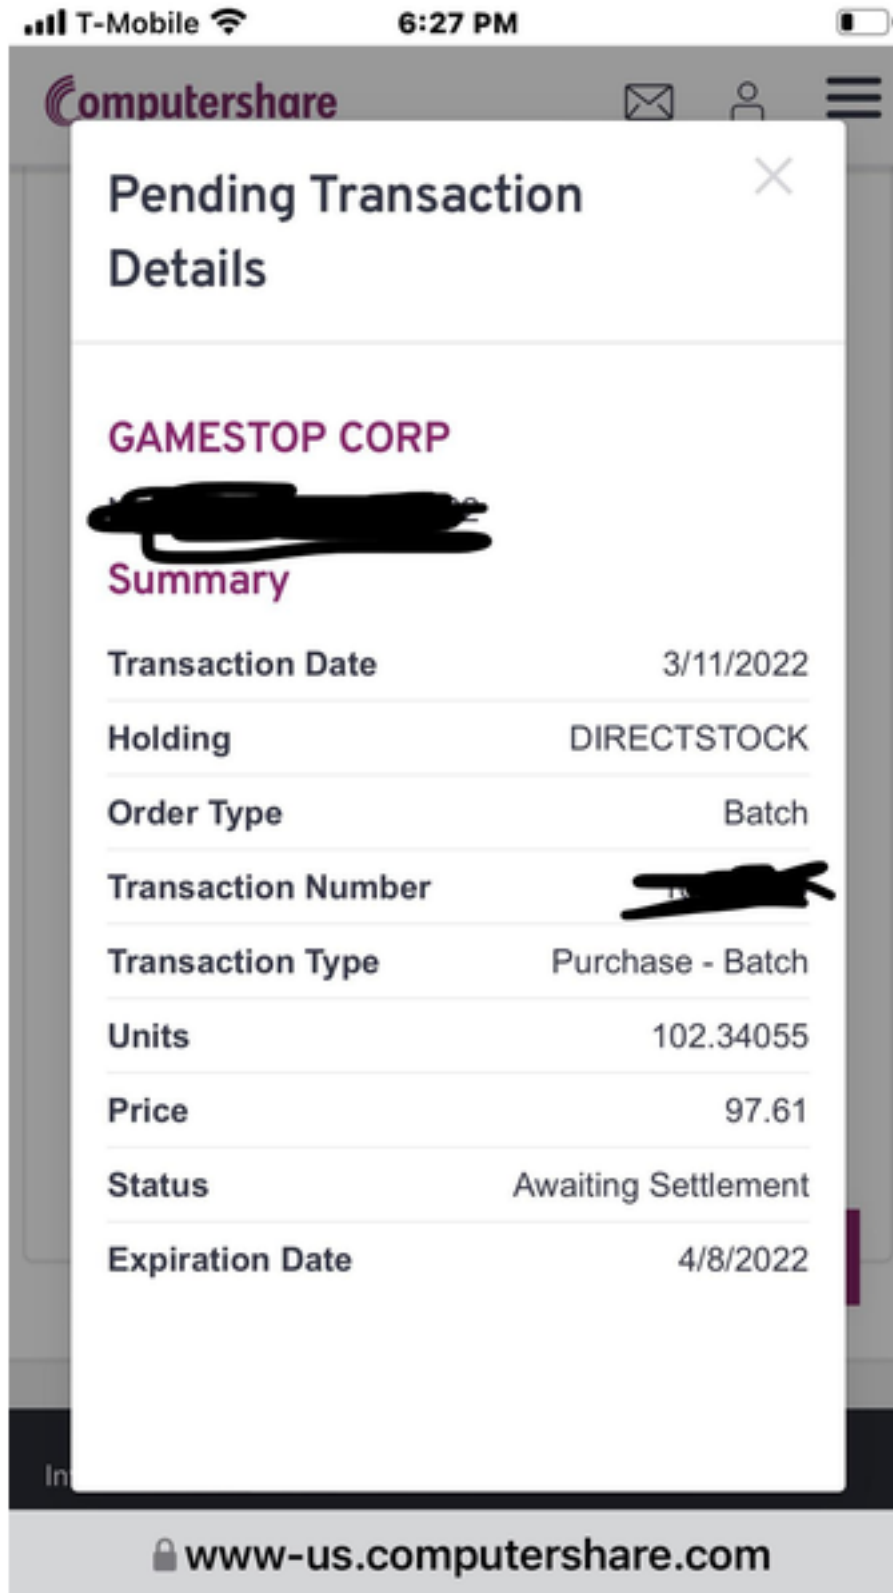 T-Mobile 6:27 PM
Computershare
Pending Transaction
Details
GAMESTOP CORP
Summary
Transaction Date 3/11/2022
Holding DIRECTSTOCK
Order Type Batch
Transaction Number
Transaction Type Purchase - Batch
Units 102.34055
Price 97.61
Status Awaiting Settlement
Expiration Date 4/8/2022
www-us.computershare.com